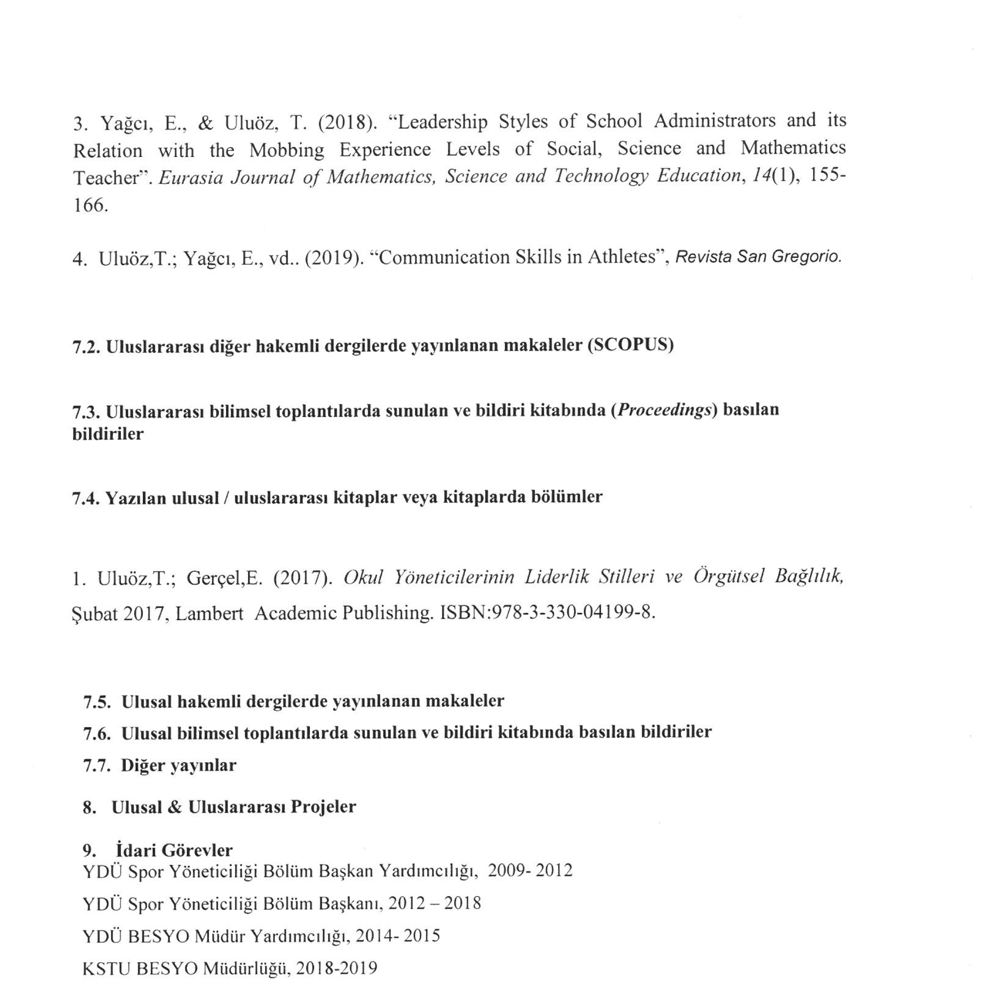 3. Yağcı, E., & Uluöz, T. (2018). “Leadership Styles of School Administrators and its
Relation with the Mobbing Experience Levels of Social, Science and Mathematics
Teacher”. Eurasia Journal of Mathematics, Science and Technology Education, 14(1), 155-
166.
4. Uluöz,T.; Yağcı, E., vd.. (2019). “Communication Skills in Athletes”, Revista San Gregorio.
7.2. Uluslararası diğer hakemli dergilerde yayınlanan makaleler (SCOPUS)
7.3. Uluslararası bilimsel toplantılarda sunulan ve bildiri kitabında (Proceedings) basılan
bildiriler
7.4. Yazılan ulusal / uluslararası kitaplar veya kitaplarda bölümler
1. Uluöz,T.; Gerçel,E. (2017). Okul Yöneticilerinin Liderlik Stilleri ve Örgütsel Bağlılık,
Şubat 2017, Lambert Academic Publishing. ISBN:978-3-330-04199-8.
7.5. Ulusal hakemli dergilerde yayınlanan makaleler
7.6. Ulusal bilimsel toplantılarda sunulan ve bildiri kitabında basılan bildiriler
7.7. Diğer yayınlar
8. Ulusal & Uluslararası Projeler
9. İdari Görevler
YDÜ Spor Yöneticiliği Bölüm Başkan Yardımcılığı, 2009- 2012
YDÜ Spor Yöneticiliği Bölüm Başkanı, 2012 – 2018
YDÜ BESYO Müdür Yardımcılığı, 2014- 2015
KSTU BESYO Müdürlüğü, 2018-2019